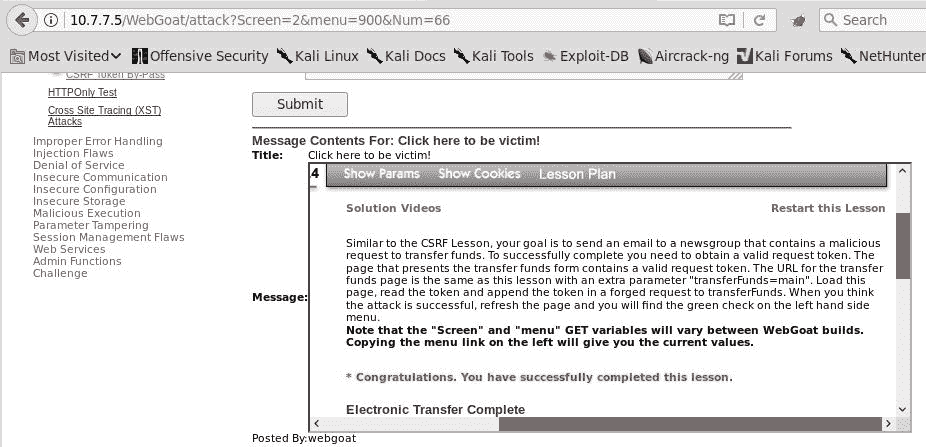 10.7.7.5/WebGoat/attack?Screen=2&menu=900&Num=66
Search
Most Visited
Offensive Security
Kali Linux
Kali Docs
Kali Tools
Exploit-DB
Aircrack-ng
Kali Forums
NetHunter
CSRF Token By-Pass
HTTPOnly Test
Cross Site Tracing (XST)
Attacks
Improper Error Handling
Injection Flaws
Denial of Service
Insecure Communication
Insecure Configuration
Insecure Storage
Malicious Execution
Parameter Tampering
Session Management Flaws
Web Services
Admin Functions
Challenge
Submit
Message Contents For: Click here to be victim!
Title: Click here to be victim!
Message:
.4 Show Params Show Cookies Lesson Plan
Solution Videos Restart this Lesson
Similar to the CSRF Lesson, your goal is to send an email to a newsgroup that contains a malicious
request to transfer funds. To successfully complete you need to obtain a valid request token. The
page that presents the transfer funds form contains a valid request token. The URL for the transfer
funds page is the same as this lesson with an extra parameter "transferFunds=main". Load this
page, read the token and append the token in a forged request to transferFunds. When you think
the attack is successful, refresh the page and you will find the green check on the left hand side
menu.
Note that the "Screen" and "menu" GET variables will vary between WebGoat builds.
Copying the menu link on the left will give you the current values.
* Congratulations. You have successfully completed this lesson.
Electronic Transfer Complete
Posted By:webgoat